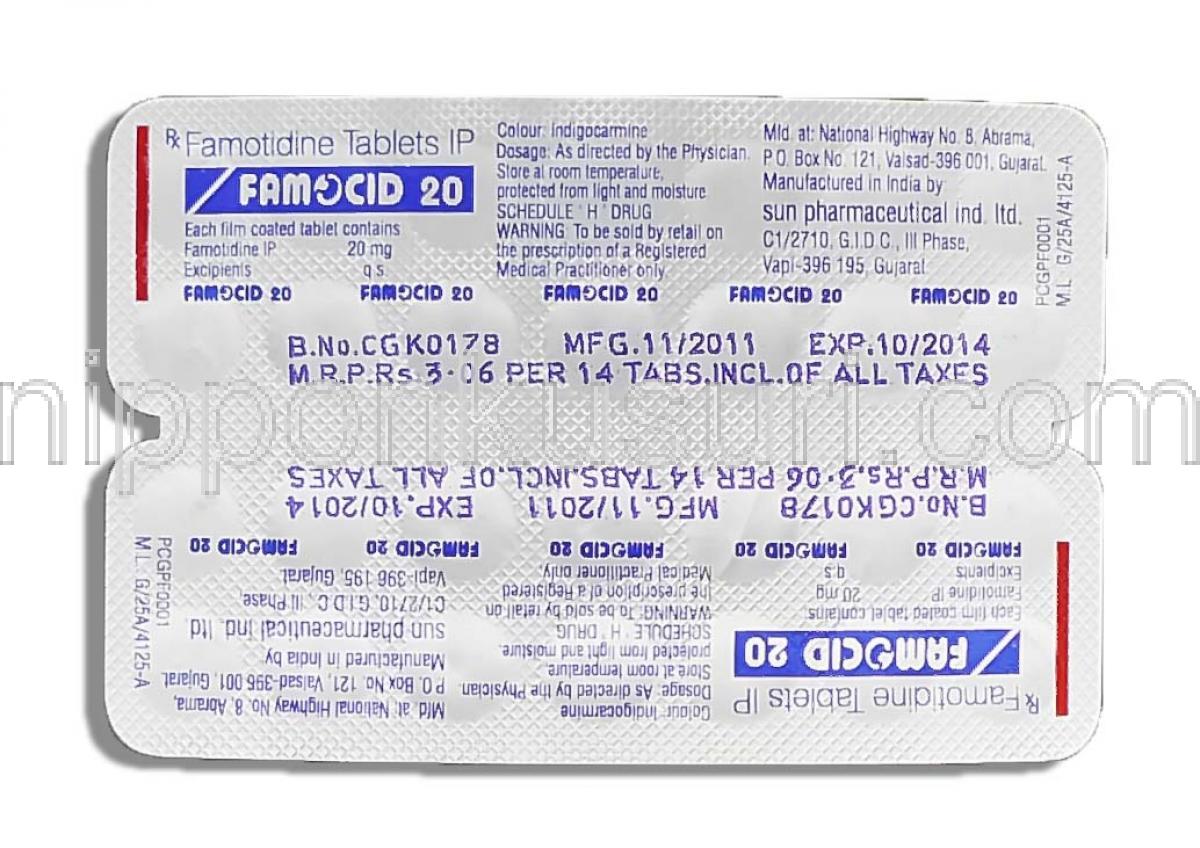 Rx Famotidine Tablets IP
FAMOCID 20
Each film coated tablet contains
Famotidine IP 20 mg
Excipients q.s.
Colour: Indigocarmine
Dosage: As directed by the Physician.
Store at room temperature,
protected from light and moisture.
SCHEDULE 'H' DRUG
WARNING: To be sold by retail on
the prescription of a Registered
Medical Practitioner only.
Mfd. at: National Highway No. 8, Abrama,
P.O. Box No. 121, Valsad-396 001, Gujarat.
Manufactured in India by
sun pharmaceutical ind. ltd.
C1/2710, G.I.D.C., III Phase,
Vapi-396 195, Gujarat.
PCGPF0001
M.L. G/25A/4125-A
FAMOCID 20 FAMOCID 20 FAMOCID 20 FAMOCID 20 FAMOCID 20
B.No.CGK0178 MFG.11/2011 EXP.10/2014
M.R.P.Rs.3.06 PER 14 TABS.INCL.OF ALL TAXES
nipponkusuri.com
Rx Famotidine Tablets IP
FAMOCID 20
Each film coated tablet contains
Famotidine IP 20 mg
Excipients q.s.
Colour: Indigocarmine
Dosage: As directed by the Physician.
Store at room temperature,
protected from light and moisture.
SCHEDULE 'H' DRUG
WARNING: To be sold by retail on
the prescription of a Registered
Medical Practitioner only.
Mfd. at: National Highway No. 8, Abrama,
P.O. Box No. 121, Valsad-396 001, Gujarat.
Manufactured in India by
sun pharmaceutical ind. ltd.
C1/2710, G.I.D.C., III Phase,
Vapi-396 195, Gujarat.
PCGPF0001
M.L. G/25A/4125-A
FAMOCID 20 FAMOCID 20 FAMOCID 20 FAMOCID 20 FAMOCID 20
B.No.CGK0178 MFG.11/2011 EXP.10/2014
M.R.P.Rs.3.06 PER 14 TABS.INCL.OF ALL TAXES